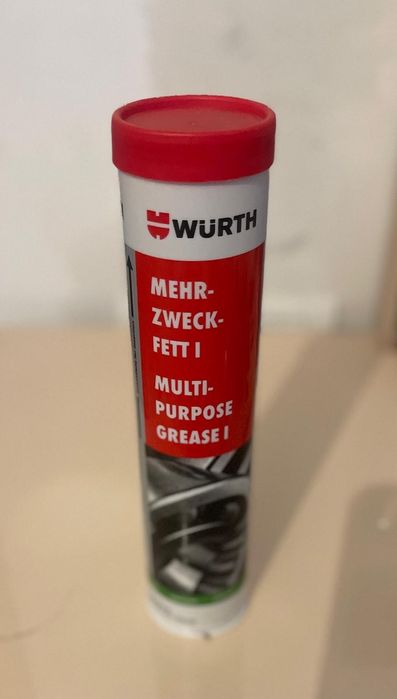 WÜRTH
MEHR-
ZWECK-
FETT I
MULTI-
PURPOSE
GREASE I